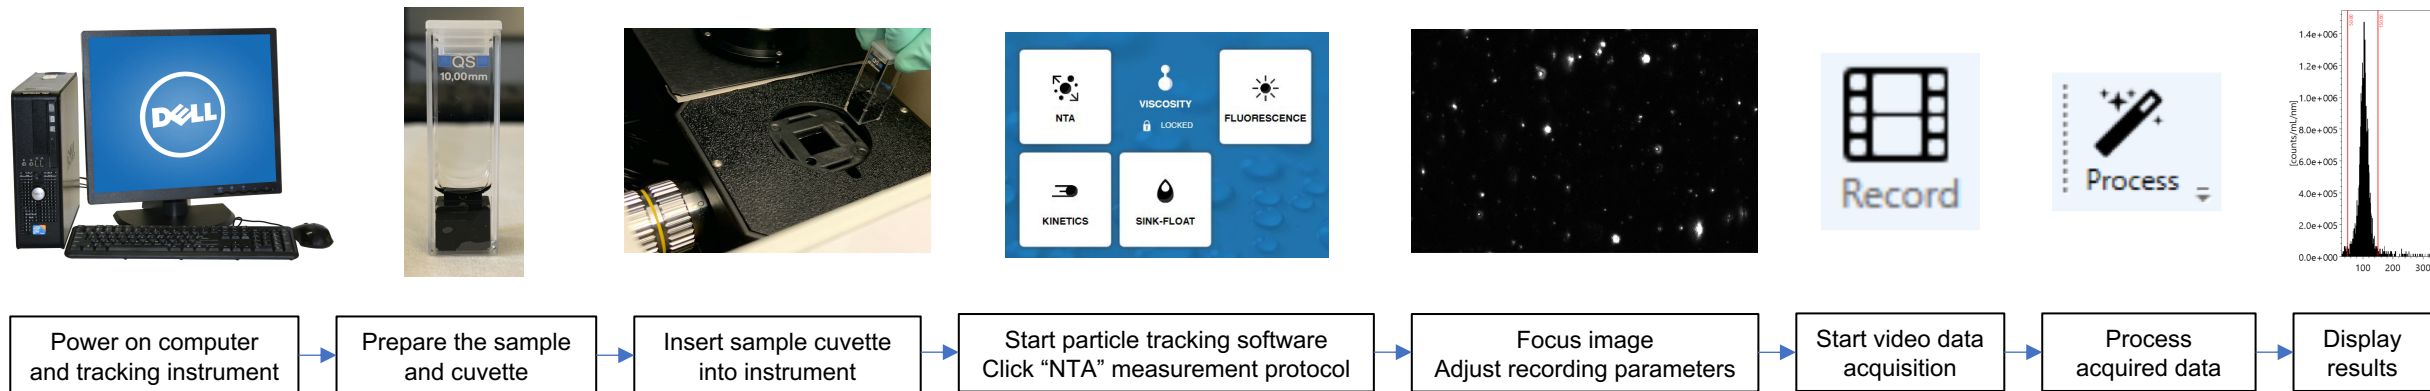 DELL
QS
10,00mm
NTA
VISCOSITY
LOCKED
FLUORESCENCE
KINETICS
SINK-FLOAT
Record
Process
[counts/mL/nm]
1.4e+006
1.2e+006
1.0e+006
8.0e+005
6.0e+005
4.0e+005
2.0e+005
0.0e+000
100 200 300
Power on computer
and tracking instrument
Prepare the sample
and cuvette
Insert sample cuvette
into instrument
Start particle tracking software
Click “NTA” measurement protocol
Focus image
Adjust recording parameters
Start video data
acquisition
Process
acquired data
Display
results